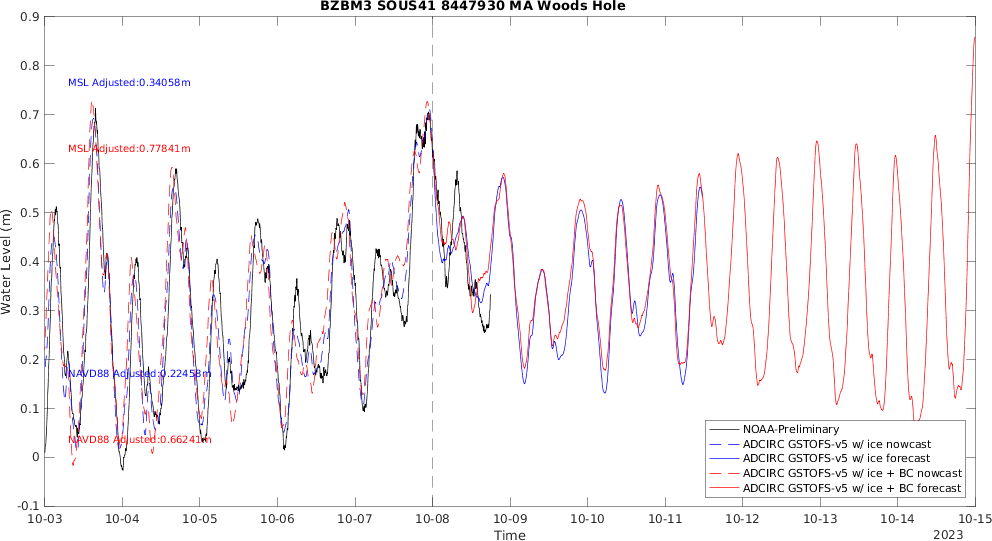 BZBM3 SOUS41 8447930 MA Woods Hole
0.9
0.8
0.7
0.6
0.5
0.4
0.3
0.2
0.1
0
-0.1
Water Level (m)
MSL Adjusted:0.34058m
MSL Adjusted:0.77841m
NAVD88 Adjusted:0.22458m
NAVD88 Adjusted:0.66241m
NOAA-Preliminary
ADCIRC GSTOFS-v5 w/ ice nowcast
ADCIRC GSTOFS-v5 w/ ice forecast
ADCIRC GSTOFS-v5 w/ ice + BC nowcast
ADCIRC GSTOFS-v5 w/ ice + BC forecast
10-03 10-04 10-05 10-06 10-07 10-08 10-09 10-10 10-11 10-12 10-13 10-14 10-15
Time
2023